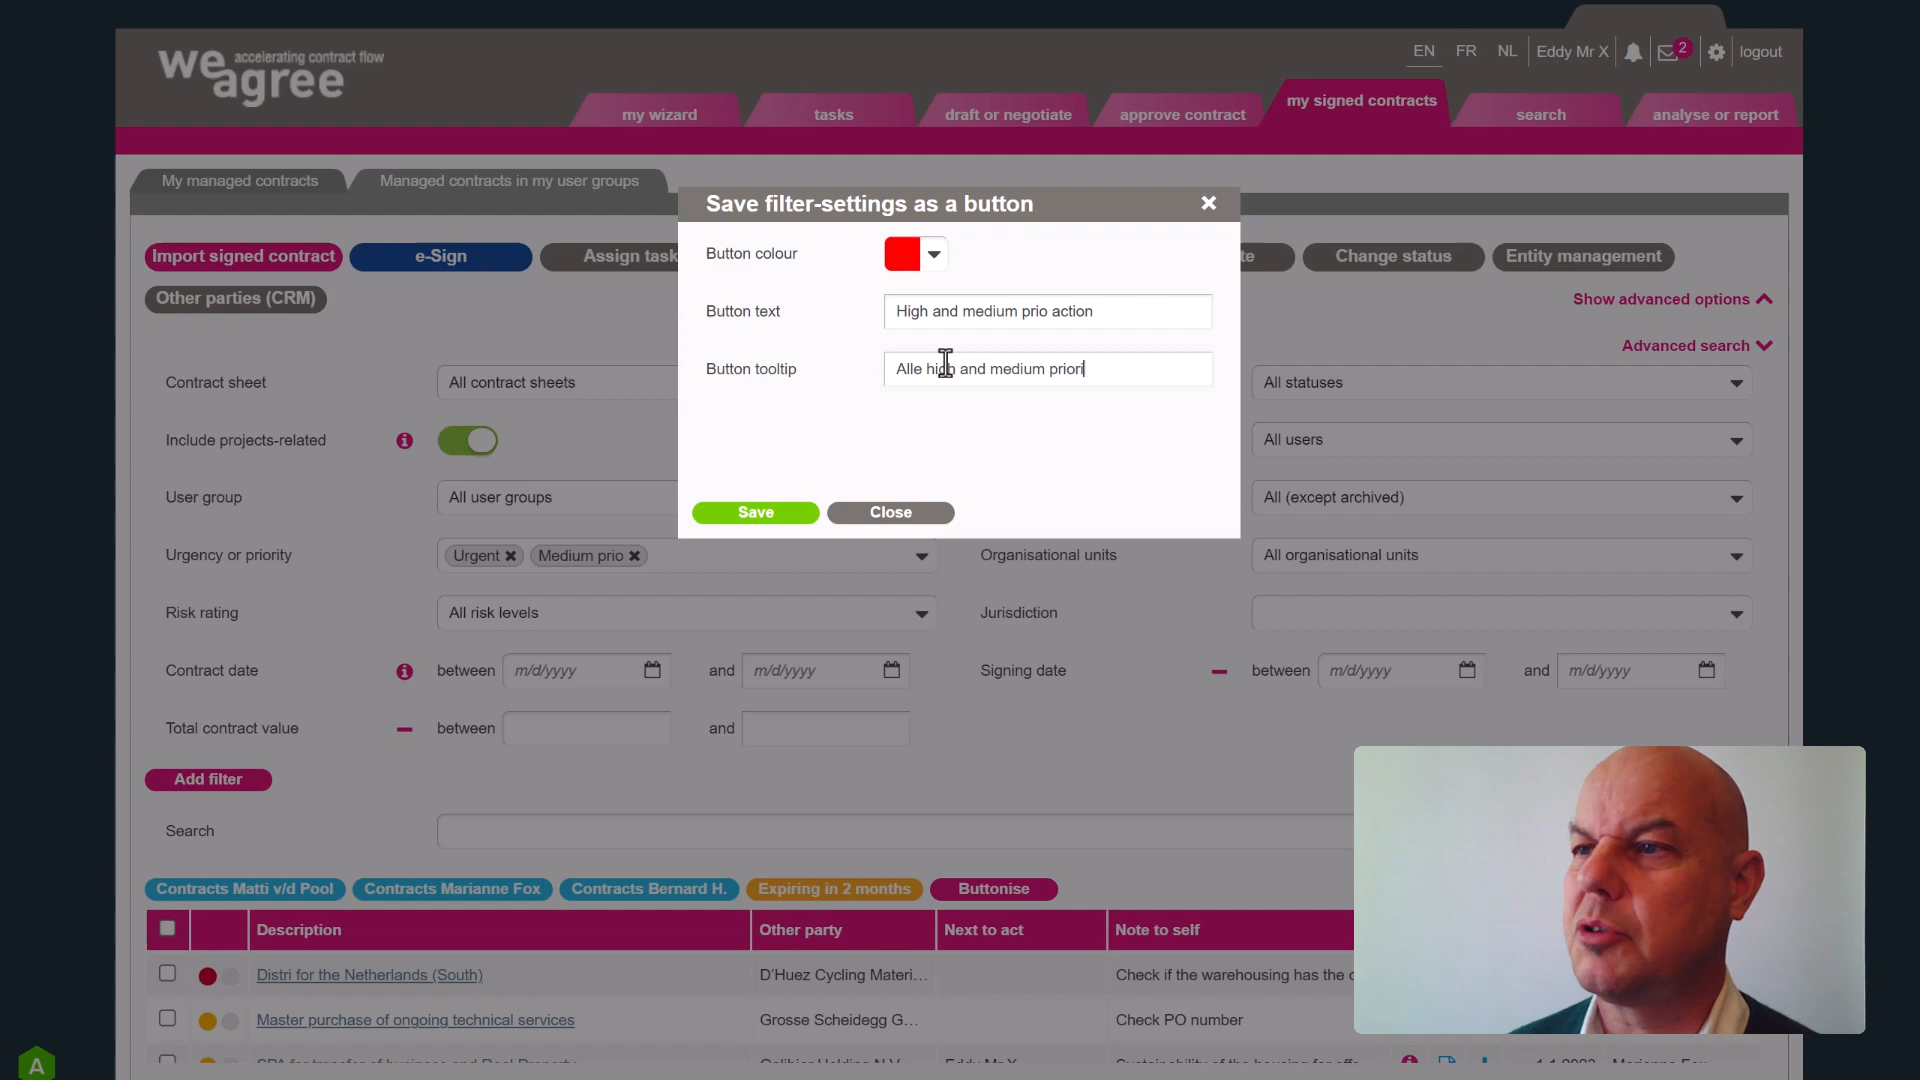 we agree accelerating contract flow
EN FR NL Eddy Mr X 2 logout
my wizard tasks draft or negotiate approve contract my signed contracts search analyse or report
My managed contracts Managed contracts in my user groups
Save filter-settings as a button
Button colour
Button text High and medium prio action
Button tooltip Alle high and medium priori
Save Close
Import signed contract e-Sign Assign task te Change status Entity management
Other parties (CRM) Show advanced options
Advanced search
Contract sheet All contract sheets All statuses
Include projects-related All users
User group All user groups All (except archived)
Urgency or priority Urgent Medium prio Organisational units All organisational units
Risk rating All risk levels Jurisdiction
Contract date between m/d/yyyy and m/d/yyyy Signing date between m/d/yyyy and m/d/yyyy
Total contract value between and
Add filter
Search
Contracts Matti v/d Pool Contracts Marianne Fox Contracts Bernard H. Expiring in 2 months Buttonise
Description Other party Next to act Note to self
Distri for the Netherlands (South) D'Huez Cycling Materi... Check if the warehousing has the c
Master purchase of ongoing technical services Grosse Scheidegg G... Check PO number
A